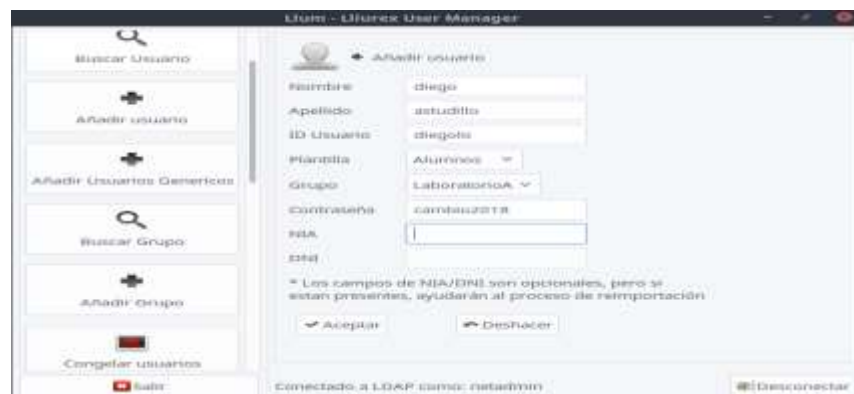 Llum - Lliurex User Manager
Buscar Usuario
Añadir usuario
Añadir Usuarios Genericos
Buscar Grupo
Añadir Grupo
Congelar usuarios
Salir
Añadir usuario
Nombre diego
Apellido astudillo
ID Usuario
Plantilla Alumnos
Grupo LaboratorioA
Contraseña cambio2018
NIA
DNI
* Los campos de NIA/DNI son opcionales, pero si
estan presentes, ayudarán al proceso de reimportación
Aceptar Deshacer
Conectado a LDAP como: netadmin
Desconectar